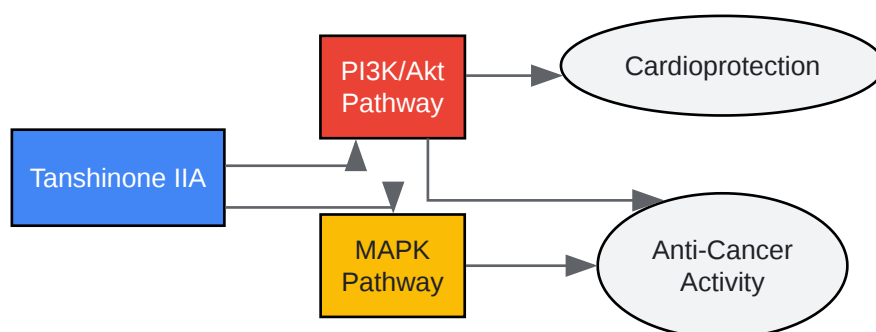 PI3K/Akt
Pathway
Cardioprotection
Tanshinone IIA
MAPK
Pathway
Anti-Cancer
Activity